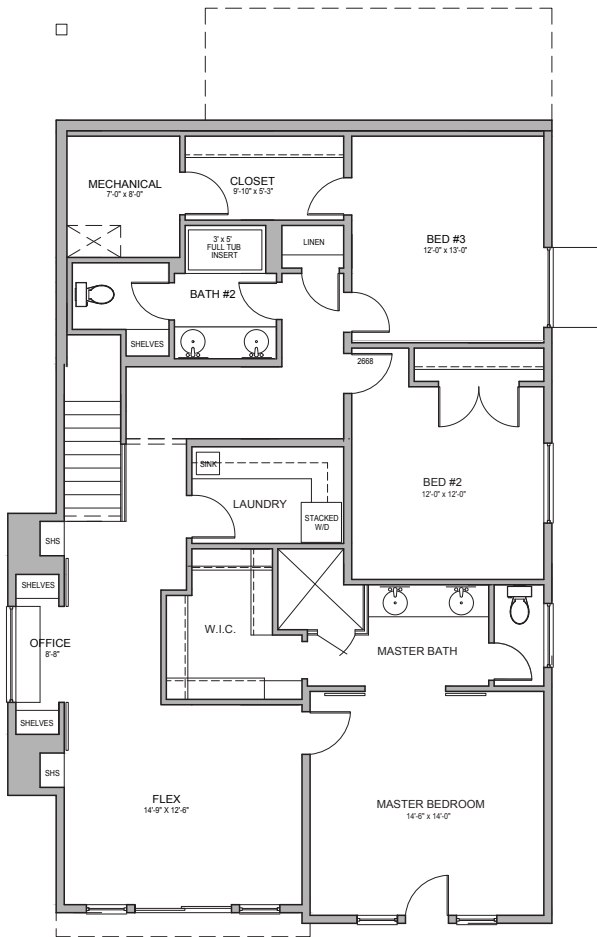 MECHANICAL
7'-0" x 8'-0"
CLOSET
9'-10" x 5'-3"
3' x 5'
FULL TUB
INSERT
LINEN
BED #3
12'-0" x 13'-0"
BATH #2
SHELVES
2668
SINK
LAUNDRY
STACKED
W/D
BED #2
12'-0" x 12'-0"
SHS
SHELVES
OFFICE
8'-8"
SHELVES
SHS
W.I.C.
MASTER BATH
FLEX
14'-9" X 12'-6"
MASTER BEDROOM
14'-6" x 14'-0"